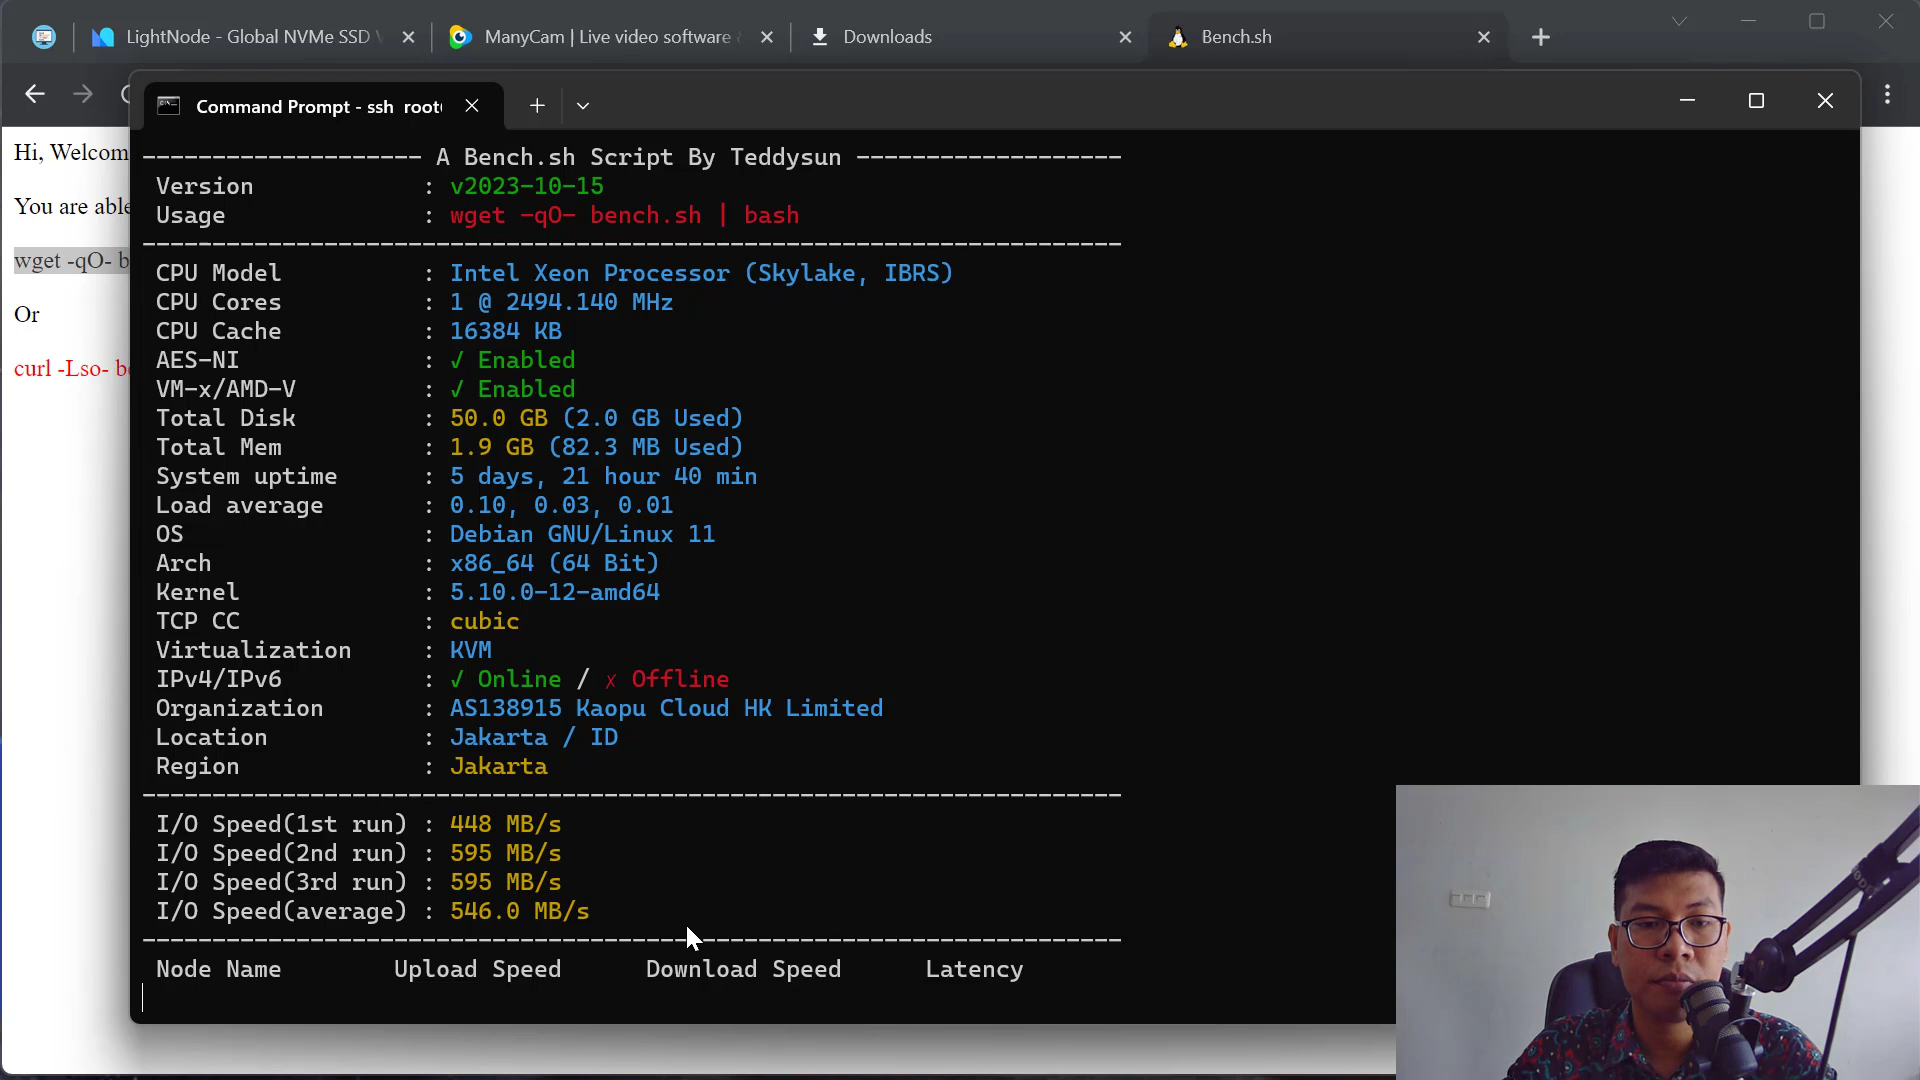 LightNode - Global NVMe SSD
ManyCam | Live video software
Downloads
Bench.sh
Command Prompt - ssh root
Hi, Welcom
You are able
wget -qO- b
Or
curl -Lso- be
-------------------- A Bench.sh Script By Teddysun -------------------
Version : v2023-10-15
Usage : wget -qO- bench.sh | bash
----------------------------------------------------------------------
CPU Model : Intel Xeon Processor (Skylake, IBRS)
CPU Cores : 1 @ 2494.140 MHz
CPU Cache : 16384 KB
AES-NI : ✓ Enabled
VM-x/AMD-V : ✓ Enabled
Total Disk : 50.0 GB (2.0 GB Used)
Total Mem : 1.9 GB (82.3 MB Used)
System uptime : 5 days, 21 hour 40 min
Load average : 0.10, 0.03, 0.01
OS : Debian GNU/Linux 11
Arch : x86_64 (64 Bit)
Kernel : 5.10.0-12-amd64
TCP CC : cubic
Virtualization : KVM
IPv4/IPv6 : ✓ Online / ✗ Offline
Organization : AS138915 Kaopu Cloud HK Limited
Location : Jakarta / ID
Region : Jakarta
----------------------------------------------------------------------
I/O Speed(1st run) : 448 MB/s
I/O Speed(2nd run) : 595 MB/s
I/O Speed(3rd run) : 595 MB/s
I/O Speed(average) : 546.0 MB/s
----------------------------------------------------------------------
Node Name Upload Speed Download Speed Latency